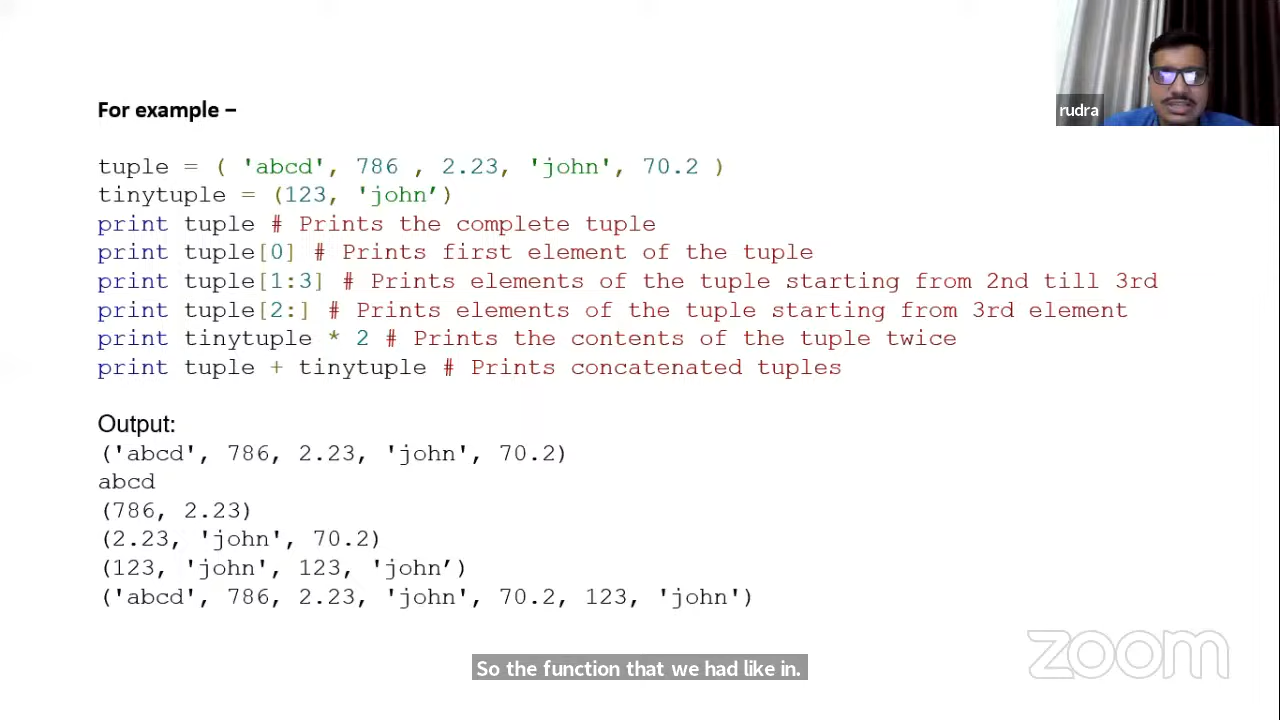 rudra
For example –
tuple = ( 'abcd', 786 , 2.23, 'john', 70.2 )
tinytuple = (123, 'john’)
print tuple # Prints the complete tuple
print tuple[0] # Prints first element of the tuple
print tuple[1:3] # Prints elements of the tuple starting from 2nd till 3rd
print tuple[2:] # Prints elements of the tuple starting from 3rd element
print tinytuple * 2 # Prints the contents of the tuple twice
print tuple + tinytuple # Prints concatenated tuples
Output:
('abcd', 786, 2.23, 'john', 70.2)
abcd
(786, 2.23)
(2.23, 'john', 70.2)
(123, 'john', 123, 'john’)
('abcd', 786, 2.23, 'john', 70.2, 123, 'john')
zoom
So the function that we had like in.